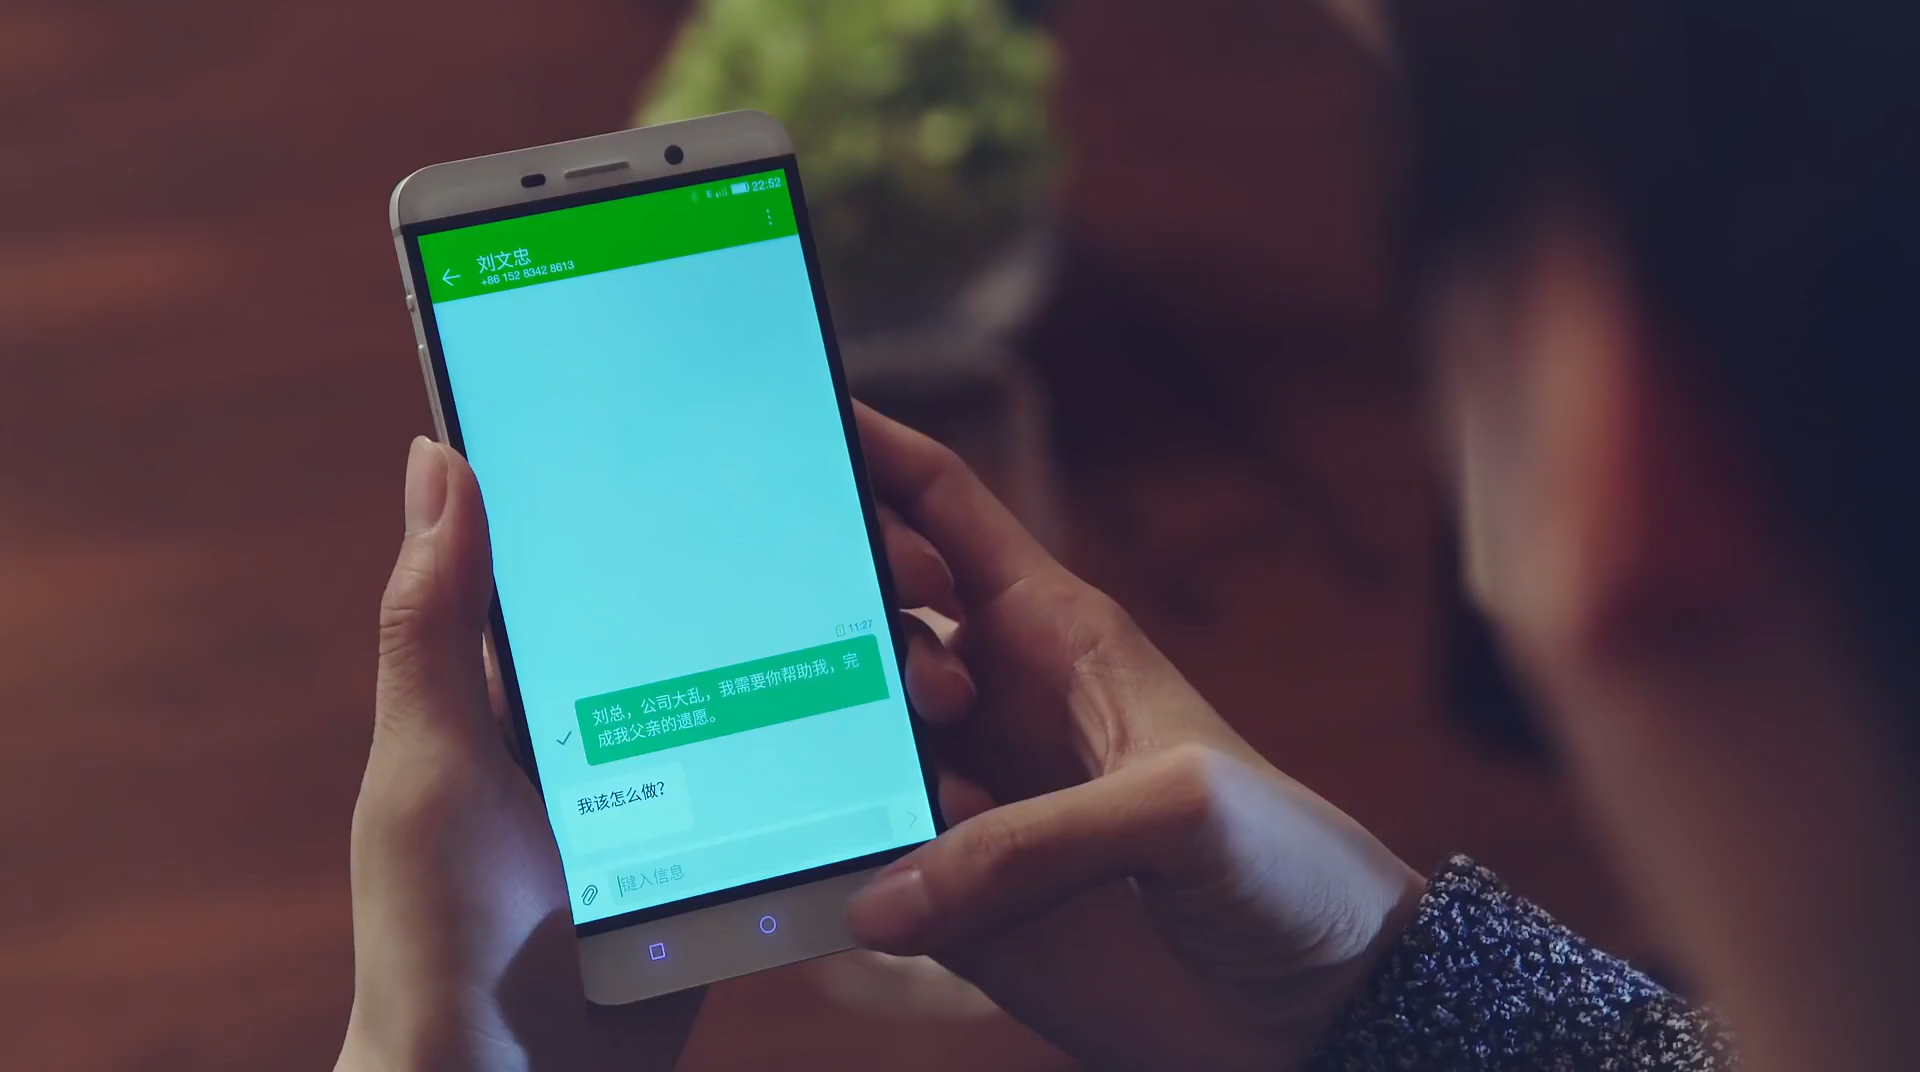 22:52
刘文忠
+86 152 8342 8613
11:27
刘总，公司大乱，我需要你帮助我，完
成我父亲的遗愿。
我该怎么做？
键入信息